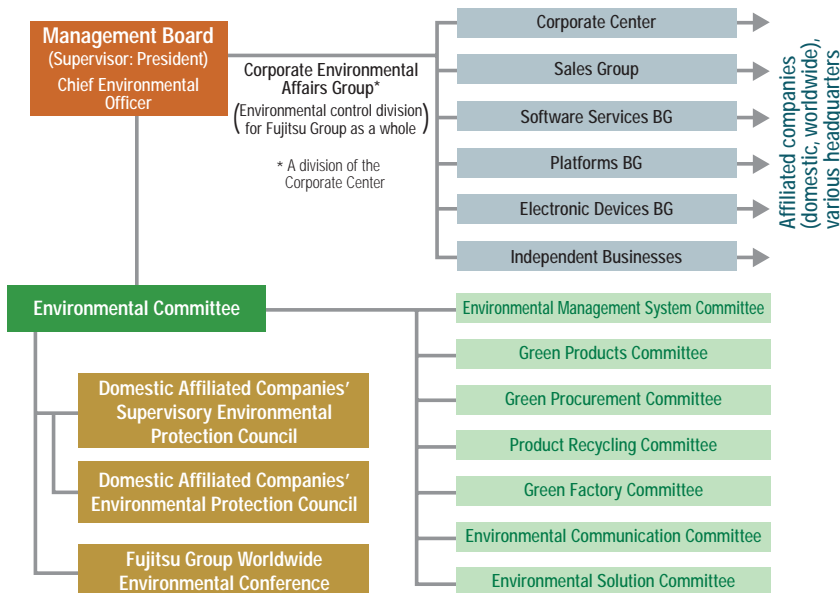 Management Board
(Supervisor: President)
Chief Environmental
Officer
Corporate Environmental
Affairs Group*
(Environmental control division
for Fujitsu Group as a whole)
* A division of the
Corporate Center
Corporate Center
Sales Group
Software Services BG
Platforms BG
Electronic Devices BG
Independent Businesses
Affiliated companies
(domestic, worldwide),
various headquarters
Environmental Committee
Domestic Affiliated Companies’
Supervisory Environmental
Protection Council
Domestic Affiliated Companies’
Environmental Protection Council
Fujitsu Group Worldwide
Environmental Conference
Environmental Management System Committee
Green Products Committee
Green Procurement Committee
Product Recycling Committee
Green Factory Committee
Environmental Communication Committee
Environmental Solution Committee